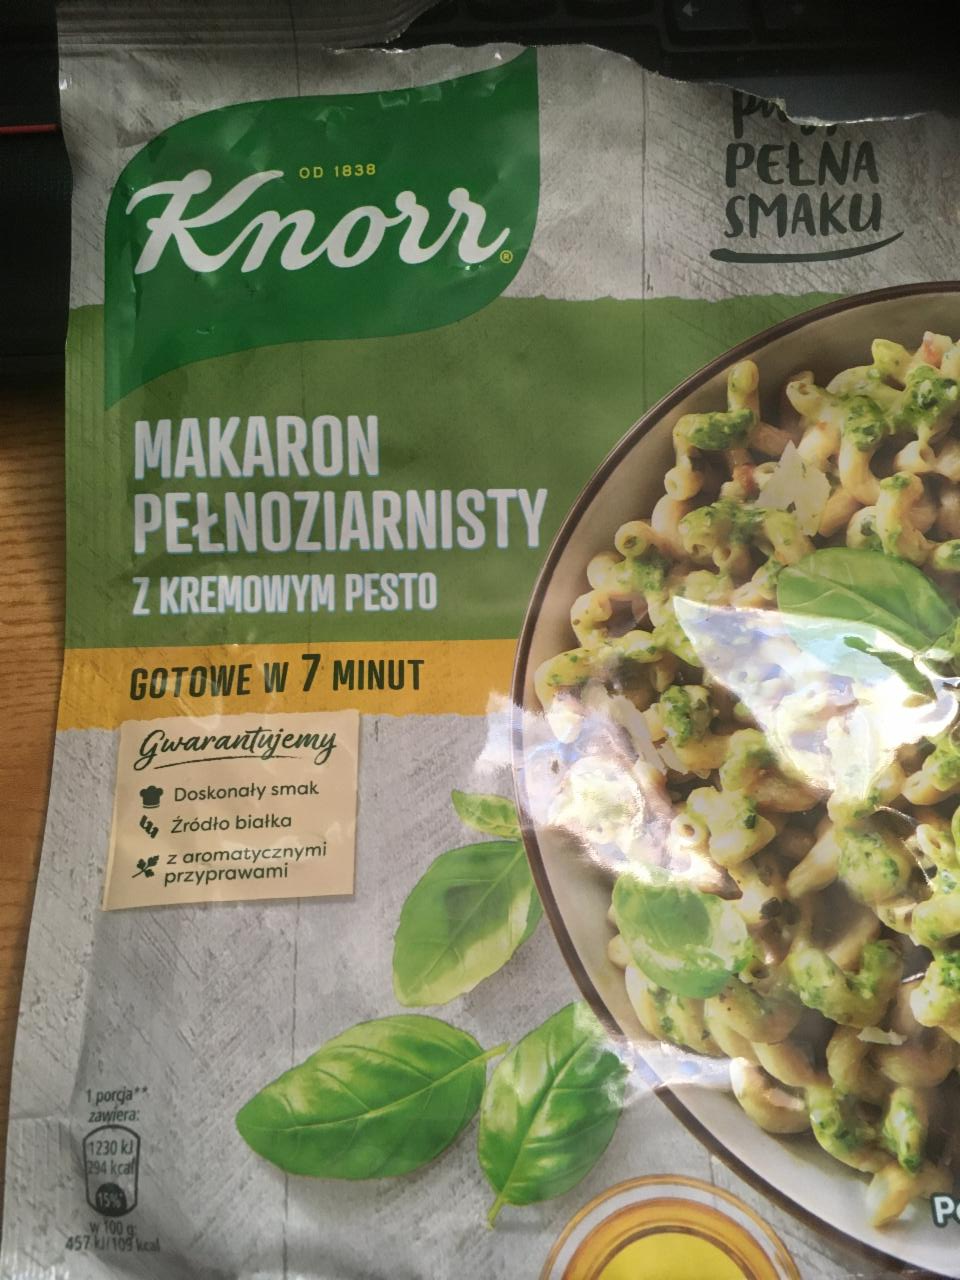 OD 1838
Knorr®
PEŁNA
SMAKU
MAKARON
PEŁNOZIARNISTY
Z KREMOWYM PESTO
GOTOWE W 7 MINUT
Gwarantujemy
Doskonały smak
Źródło białka
z aromatycznymi
przyprawami
1 porcja**
zawiera:
1230 kJ
294 kcal
15%*
w 100 g:
457 kJ/109 kcal